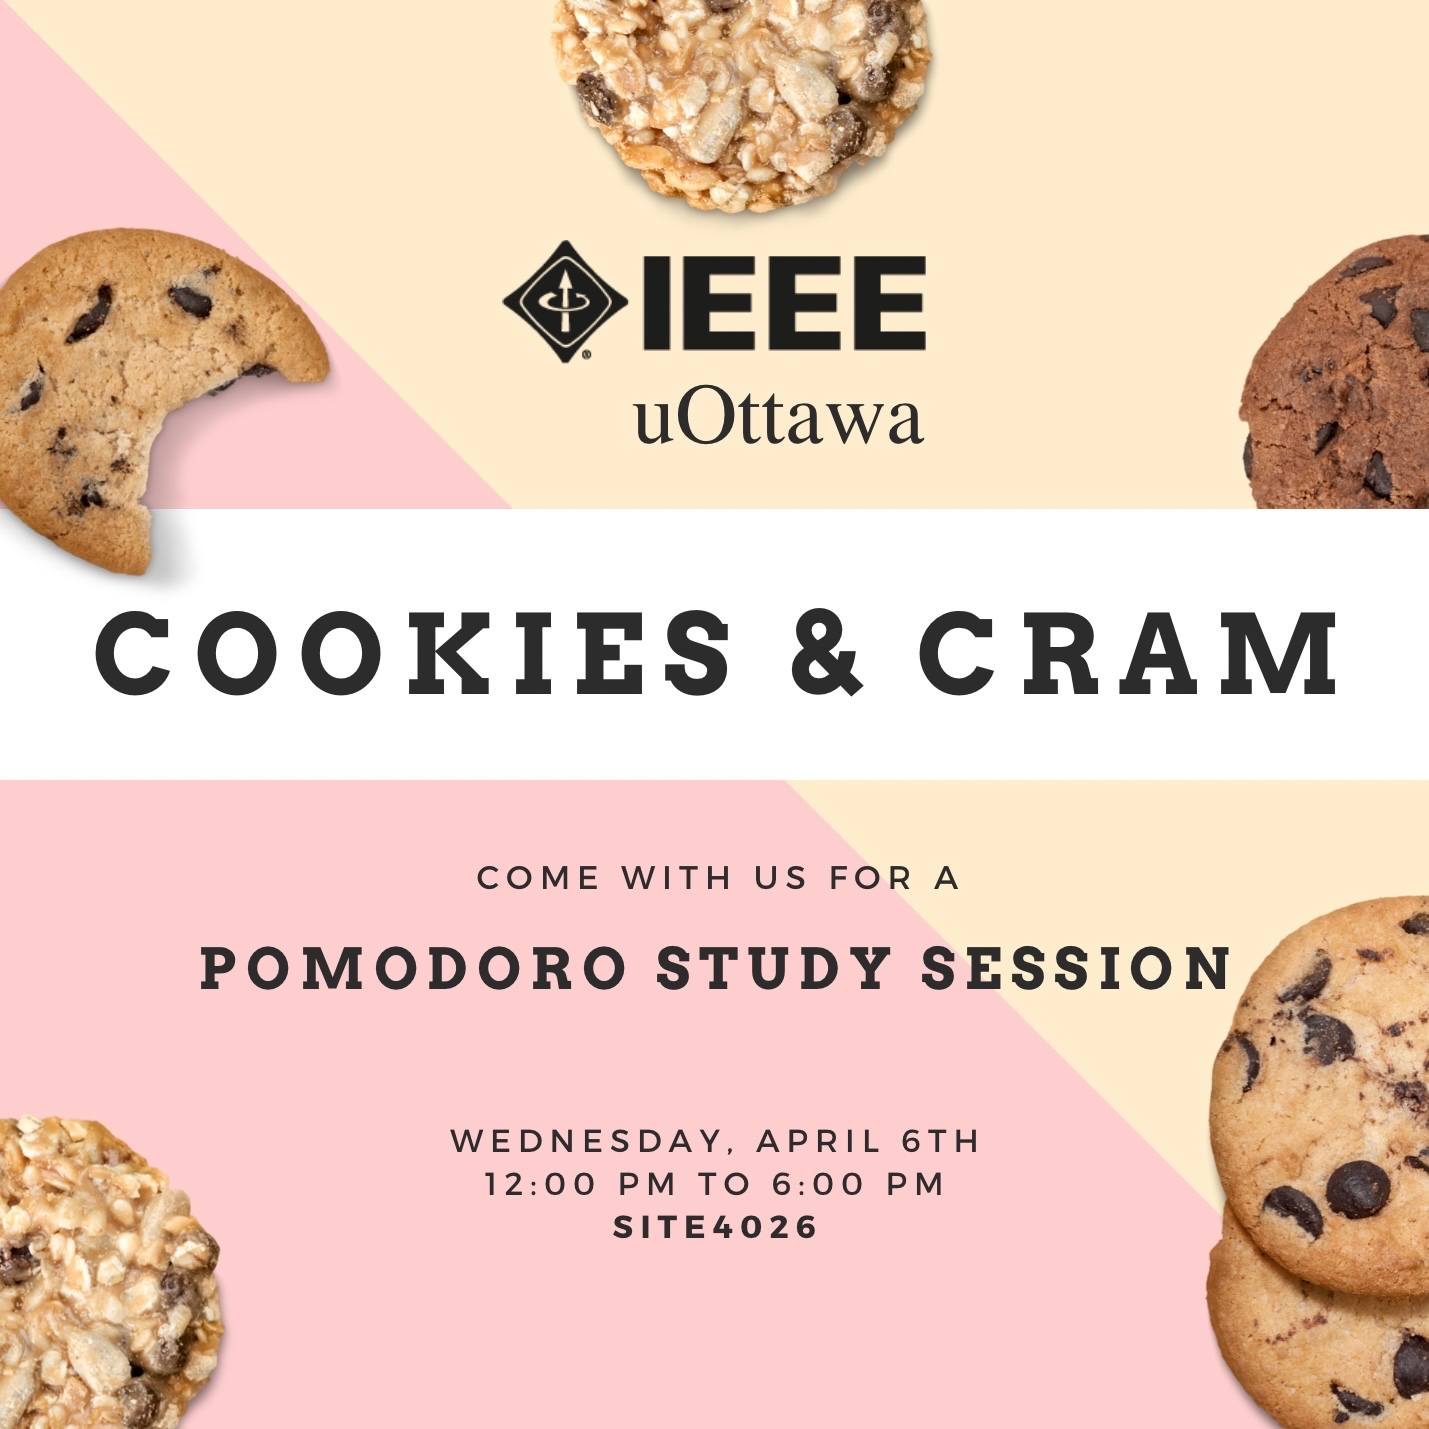 IEEE
uOttawa
COOKIES & CRAM
COME WITH US FOR A
POMODORO STUDY SESSION
WEDNESDAY, APRIL 6TH
12:00 PM TO 6:00 PM
SITE4026